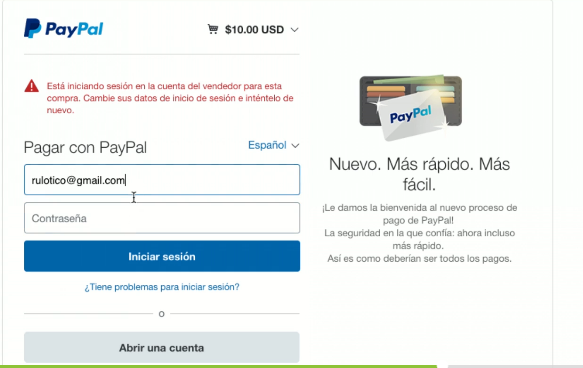 PayPal
$10.00 USD
Está iniciando sesión en la cuenta del vendedor para esta
compra. Cambie sus datos de inicio de sesión e inténtelo de
nuevo.
Pagar con PayPal
Español
rulotico@gmail.com
Contraseña
Iniciar sesión
¿Tiene problemas para iniciar sesión?
o
Abrir una cuenta
PayPal
Nuevo. Más rápido. Más
fácil.
¡Le damos la bienvenida al nuevo proceso de
pago de PayPal!
La seguridad en la que confía: ahora incluso
más rápido.
Así es como deberían ser todos los pagos.